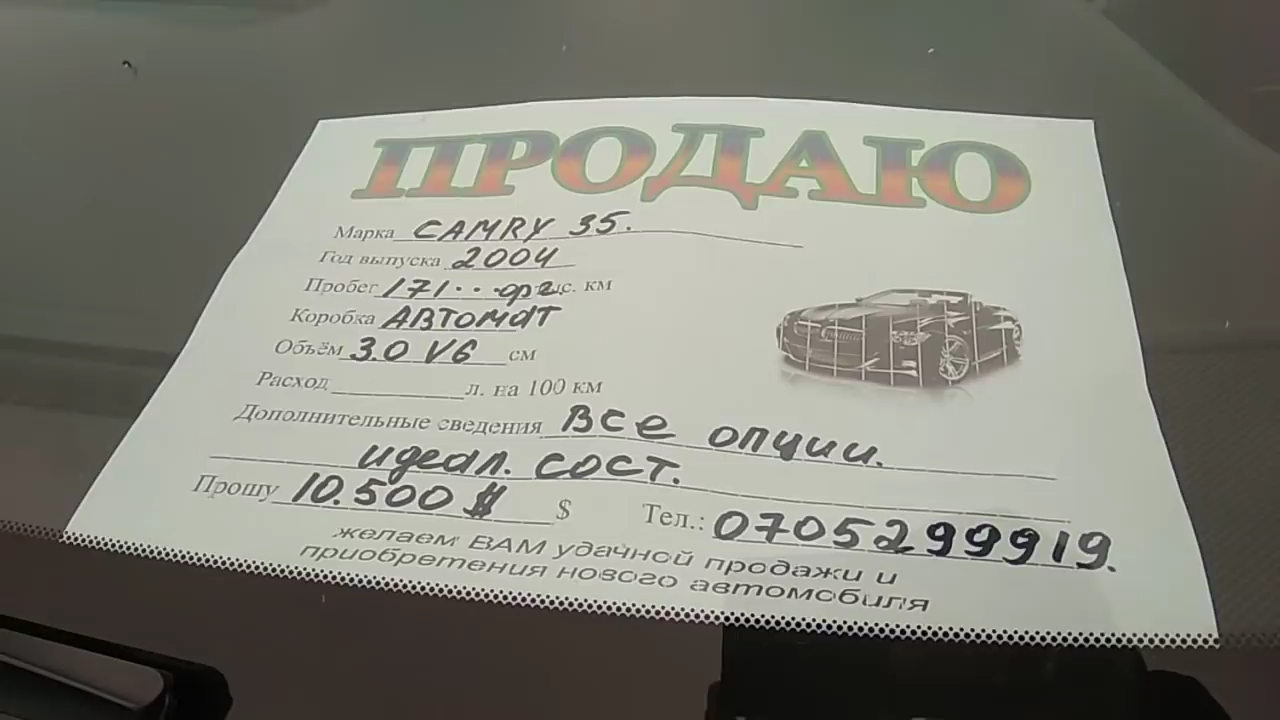 ПРОДАЮ
Марка CAMRY 35.
Год выпуска 2004
Пробег 171... тыс. км
Коробка АВТОМАТ
Объём 3.0 V6 см
Расход л. на 100 км
Дополнительные сведения ВСЕ опции.
идеал. сост.
Прошу 10.500 $ $ Тел.: 0705299919.
желаем ВАМ удачной продажи и
приобретения нового автомобиля